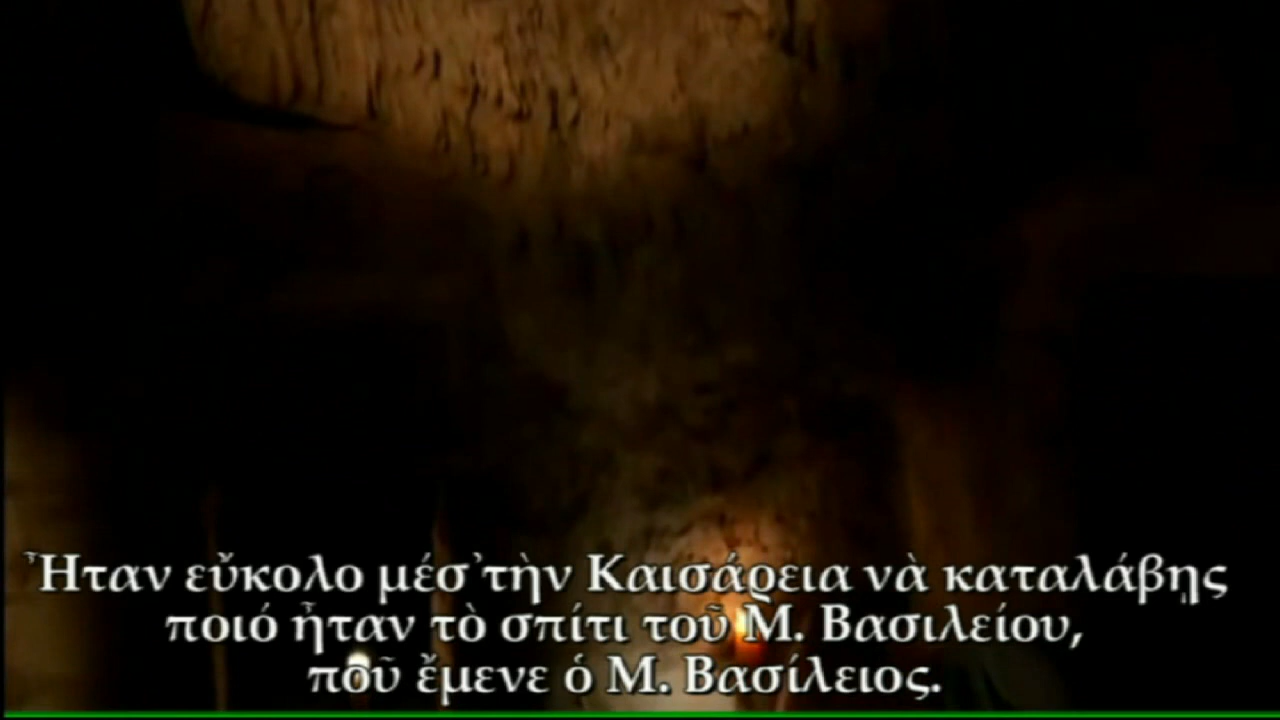 Ἦταν εὔκολο μέσ᾿τὴν Καισάρεια νὰ καταλάβῃς
ποιό ἦταν τὸ σπίτι τοῦ Μ. Βασιλείου,
ποῦ ἔμενε ὁ Μ. Βασίλειος.